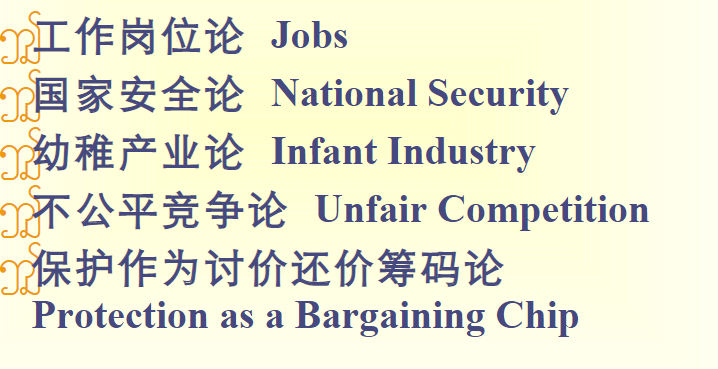 工作岗位论 Jobs
国家安全论 National Security
幼稚产业论 Infant Industry
不公平竞争论 Unfair Competition
保护作为讨价还价筹码论
Protection as a Bargaining Chip